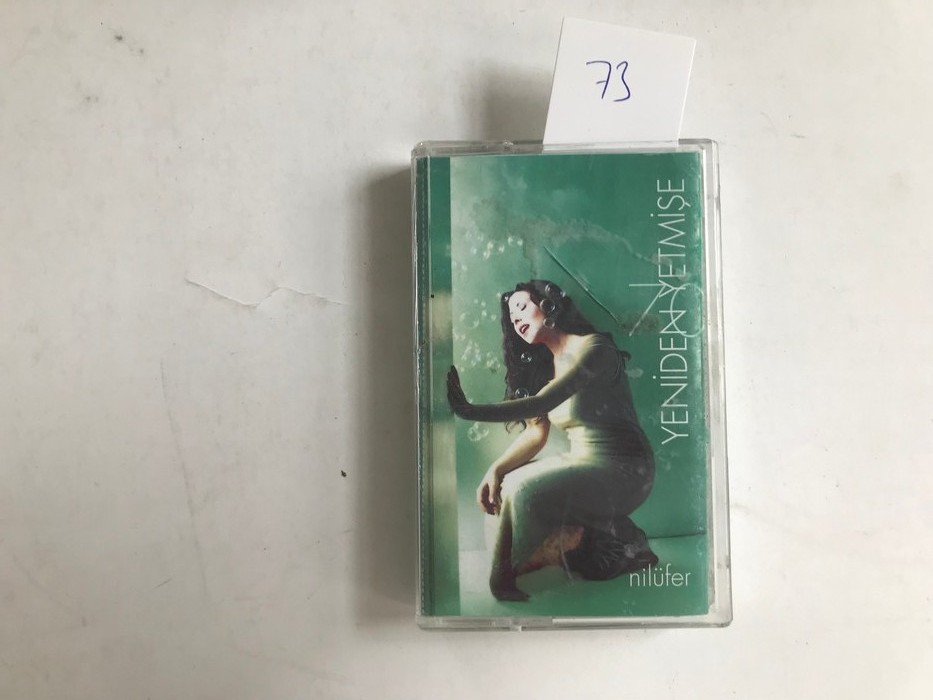 73
YENİDEN YETMİŞE
nilüfer